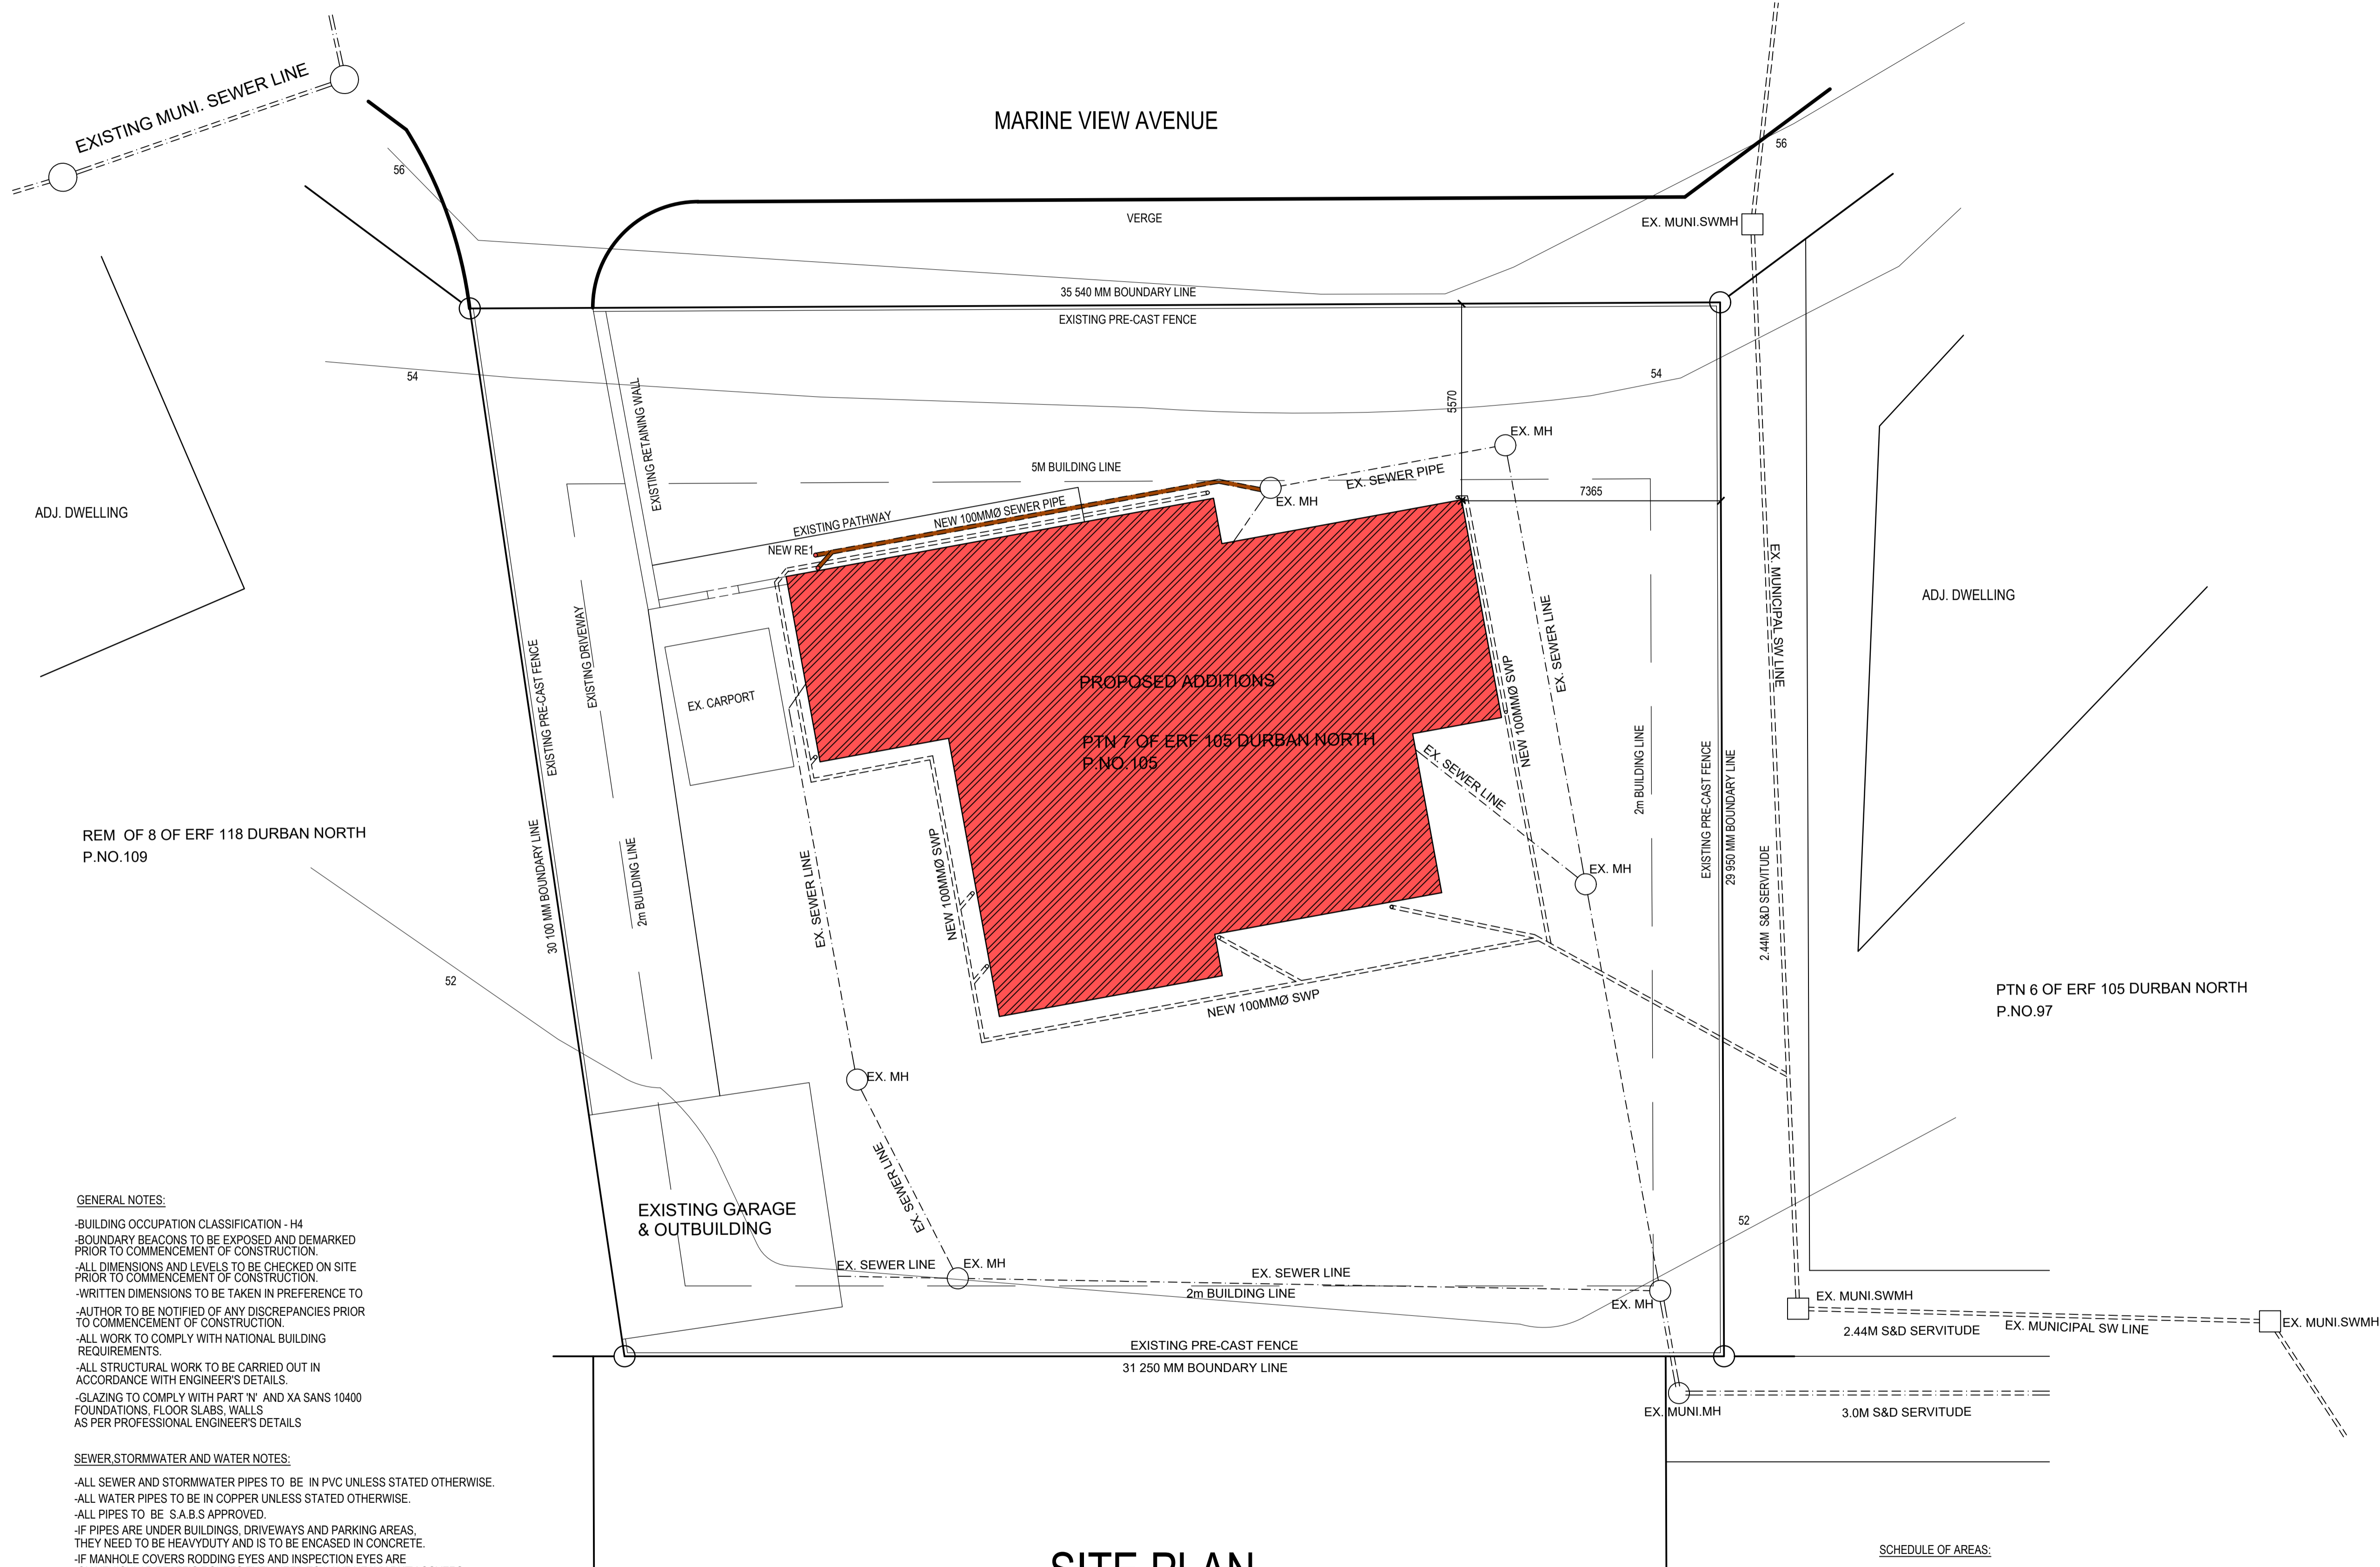 EXISTING MUNI. SEWER LINE
MARINE VIEW AVENUE
56
56
VERGE
EX. MUNI.SWMH
35 540 MM BOUNDARY LINE
EXISTING PRE-CAST FENCE
54
54
EXISTING RETAINING WALL
5570
EX. MH
5M BUILDING LINE
EX. SEWER PIPE
7365
EX. MH
ADJ. DWELLING
EXISTING PATHWAY
NEW 100MMØ SEWER PIPE
NEW RE1
EX. MUNICIPAL SW LINE
ADJ. DWELLING
EXISTING DRIVEWAY
EXISTING PRE-CAST FENCE
EX. CARPORT
PROPOSED ADDITIONS
EX. SEWER LINE
NEW 100MMØ SWP
PTN 7 OF ERF 105 DURBAN NORTH
P.NO.105
EX. SEWER LINE
2m BUILDING LINE
EXISTING PRE-CAST FENCE
29 950 MM BOUNDARY LINE
REM OF 8 OF ERF 118 DURBAN NORTH
P.NO.109
30 100 MM BOUNDARY LINE
2m BUILDING LINE
EX. SEWER LINE
NEW 100MMØ SWP
EX. MH
2.44M S&D SERVITUDE
52
PTN 6 OF ERF 105 DURBAN NORTH
P.NO.97
NEW 100MMØ SWP
EX. MH
EX. SEWER LINE
EXISTING GARAGE
& OUTBUILDING
52
EX. SEWER LINE
EX. MH
EX. SEWER LINE
2m BUILDING LINE
EX. MH
EX. MUNI.SWMH
2.44M S&D SERVITUDE
EX. MUNICIPAL SW LINE
EX. MUNI.SWMH
EXISTING PRE-CAST FENCE
31 250 MM BOUNDARY LINE
EX. MUNI.MH
3.0M S&D SERVITUDE
GENERAL NOTES:
-BUILDING OCCUPATION CLASSIFICATION - H4
-BOUNDARY BEACONS TO BE EXPOSED AND DEMARKED
PRIOR TO COMMENCEMENT OF CONSTRUCTION.
-ALL DIMENSIONS AND LEVELS TO BE CHECKED ON SITE
PRIOR TO COMMENCEMENT OF CONSTRUCTION.
-WRITTEN DIMENSIONS TO BE TAKEN IN PREFERENCE TO
-AUTHOR TO BE NOTIFIED OF ANY DISCREPANCIES PRIOR
TO COMMENCEMENT OF CONSTRUCTION.
-ALL WORK TO COMPLY WITH NATIONAL BUILDING
REQUIREMENTS.
-ALL STRUCTURAL WORK TO BE CARRIED OUT IN
ACCORDANCE WITH ENGINEER'S DETAILS.
-GLAZING TO COMPLY WITH PART 'N' AND XA SANS 10400
FOUNDATIONS, FLOOR SLABS, WALLS
AS PER PROFESSIONAL ENGINEER'S DETAILS
SEWER,STORMWATER AND WATER NOTES:
-ALL SEWER AND STORMWATER PIPES TO BE IN PVC UNLESS STATED OTHERWISE.
-ALL WATER PIPES TO BE IN COPPER UNLESS STATED OTHERWISE.
-ALL PIPES TO BE S.A.B.S APPROVED.
-IF PIPES ARE UNDER BUILDINGS, DRIVEWAYS AND PARKING AREAS,
THEY NEED TO BE HEAVYDUTY AND IS TO BE ENCASED IN CONCRETE.
-IF MANHOLE COVERS RODDING EYES AND INSPECTION EYES ARE
SITE PLAN
SCHEDULE OF AREAS: